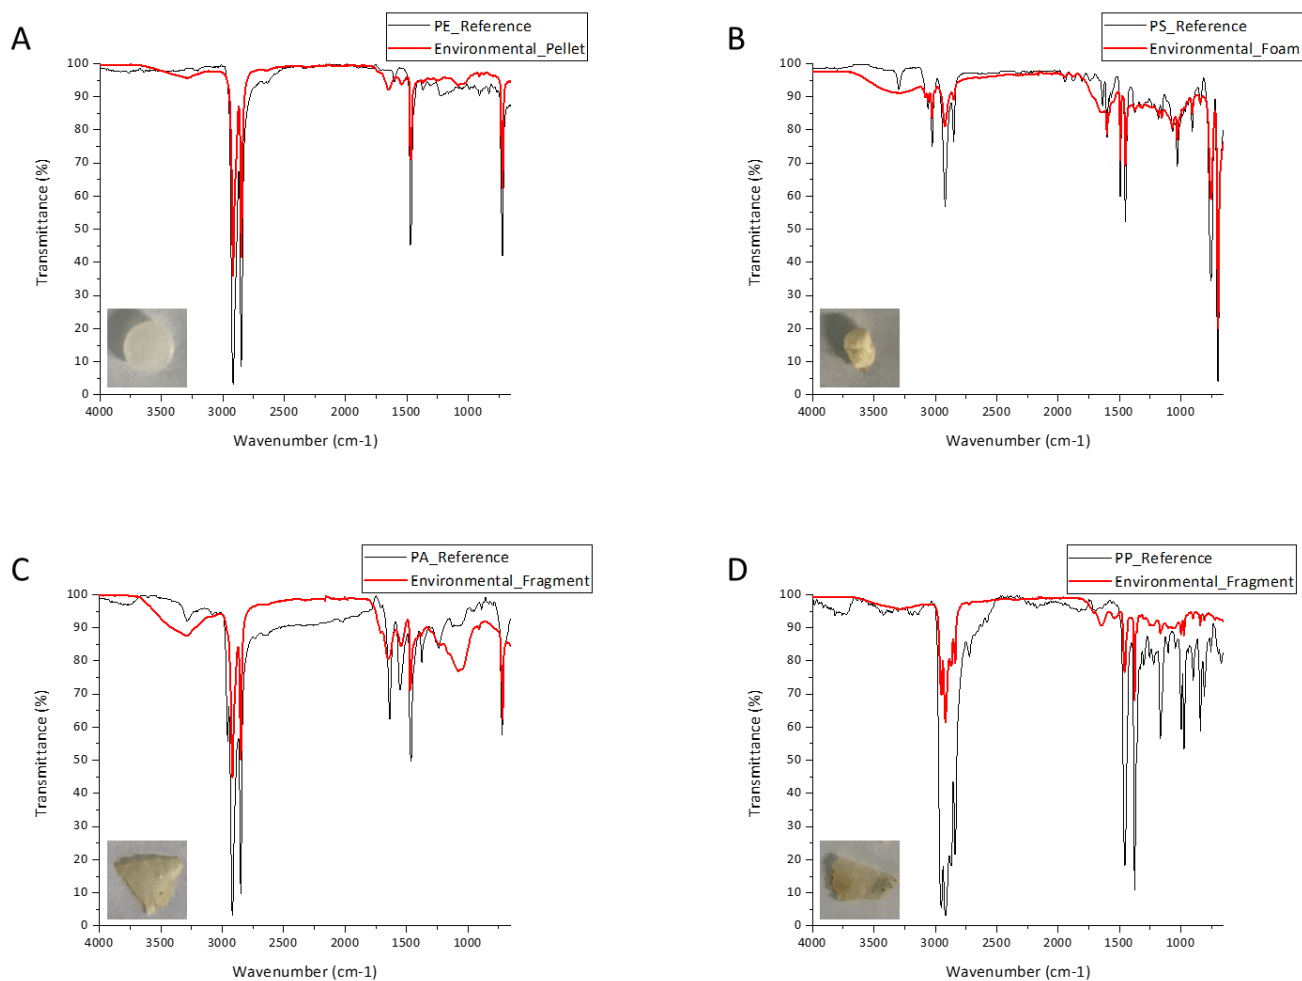 A
PE_Reference
Environmental_Pellet
100
90
80
70
60
50
40
30
20
10
0
Transmittance (%)
4000 3500 3000 2500 2000 1500 1000
Wavenumber (cm-1)
B
PS_Reference
Environmental_Foam
100
90
80
70
60
50
40
30
20
10
0
Transmittance (%)
4000 3500 3000 2500 2000 1500 1000
Wavenumber (cm-1)
C
PA_Reference
Environmental_Fragment
100
90
80
70
60
50
40
30
20
10
0
Transmittance (%)
4000 3500 3000 2500 2000 1500 1000
Wavenumber (cm-1)
D
PP_Reference
Environmental_Fragment
100
90
80
70
60
50
40
30
20
10
0
Transmittance (%)
4000 3500 3000 2500 2000 1500 1000
Wavenumber (cm-1)